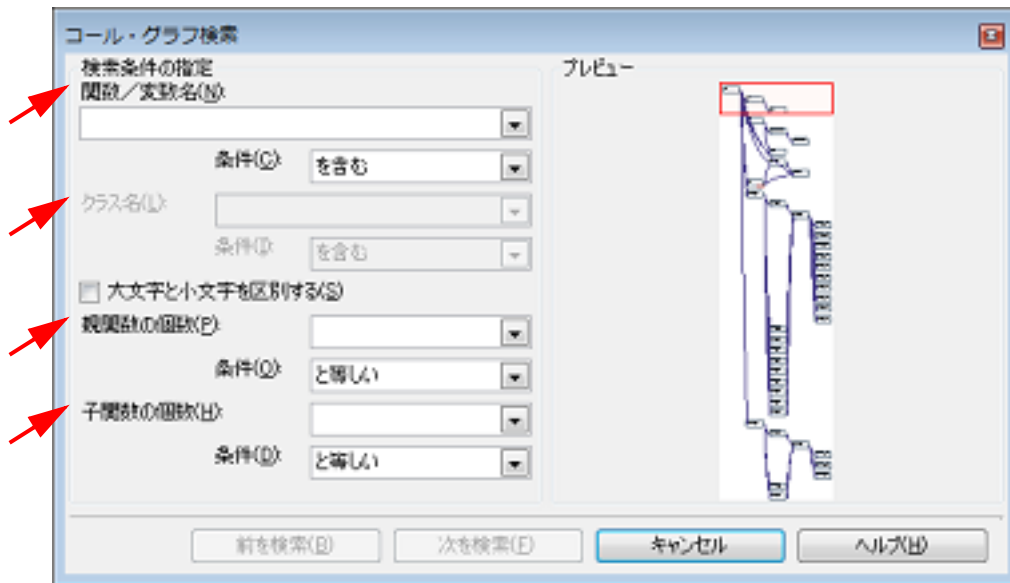 コール・グラフ検索
検索条件の指定
関数／変数名(N):
条件(C):
を含む
クラス名(L):
条件(I):
を含む
大文字と小文字を区別する(S)
親関数の個数(P):
条件(O):
と等しい
子関数の個数(H):
条件(D):
と等しい
プレビュー
前を検索(B)
次を検索(F)
キャンセル
ヘルプ(H)